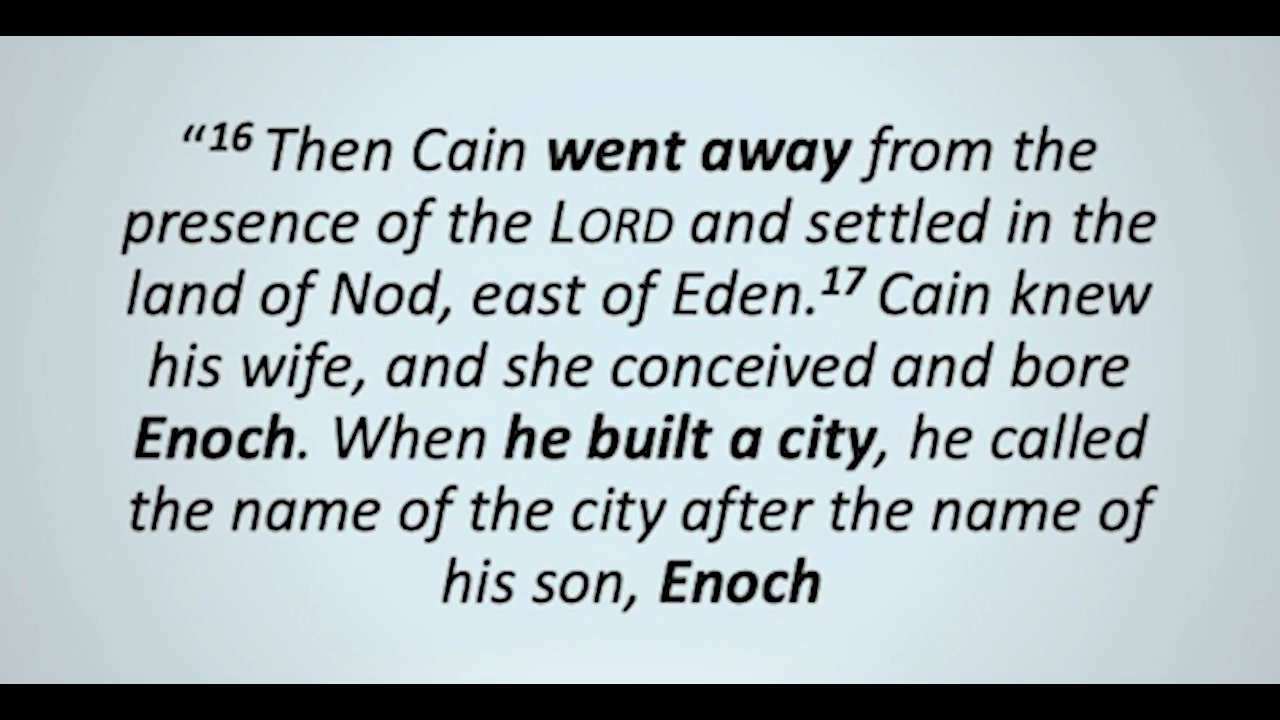 “16 Then Cain went away from the
presence of the LORD and settled in the
land of Nod, east of Eden.17 Cain knew
his wife, and she conceived and bore
Enoch. When he built a city, he called
the name of the city after the name of
his son, Enoch